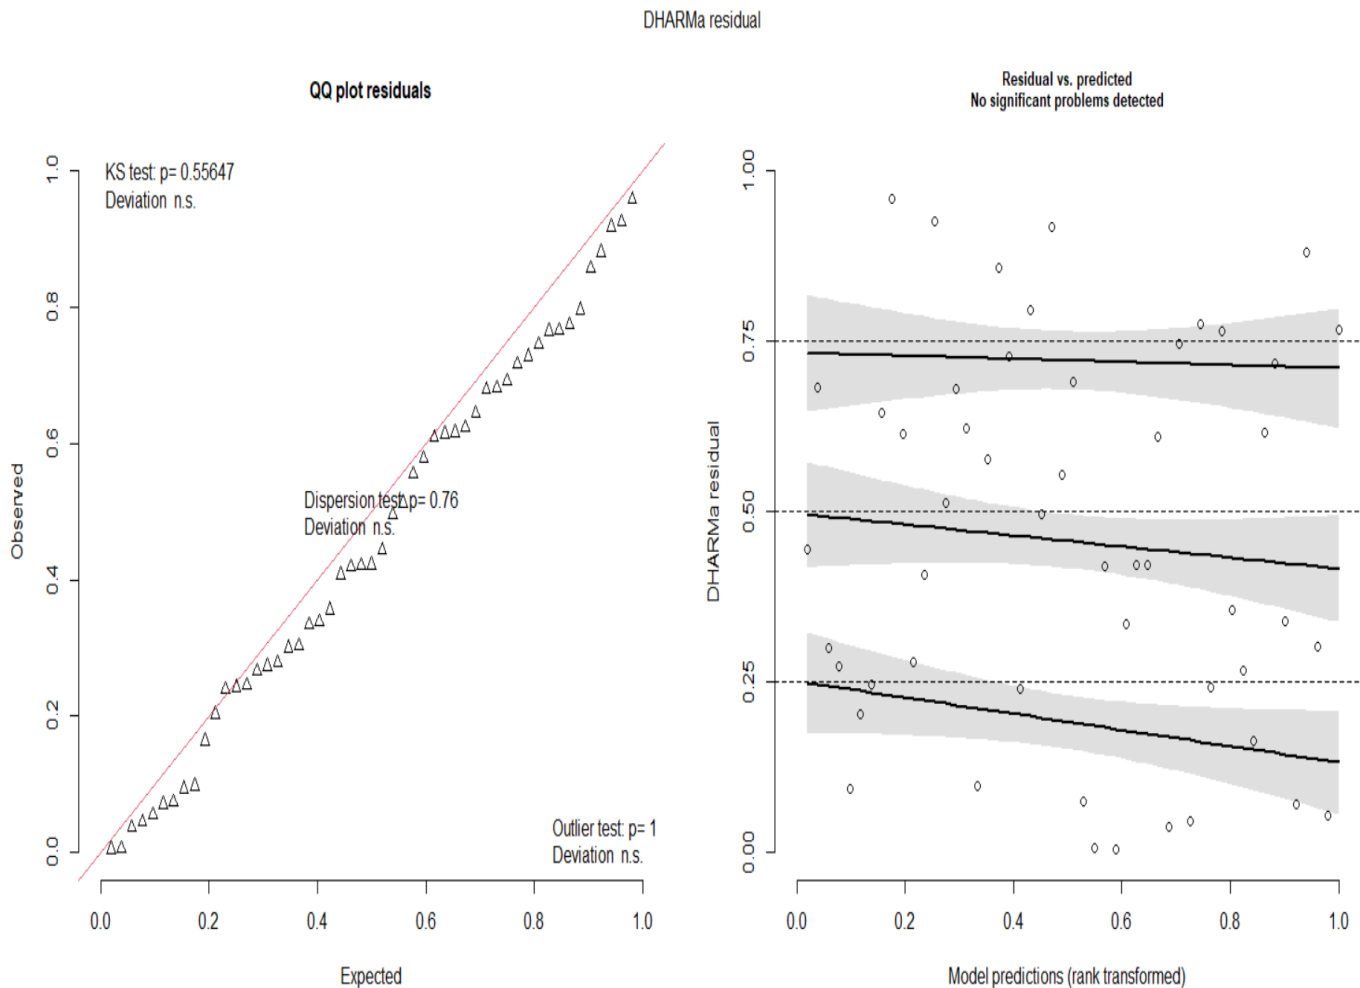 DHARMa residual
QQ plot residuals
KS test: p= 0.55647
Deviation n.s.
Dispersion test p= 0.76
Deviation n.s.
Outlier test: p= 1
Deviation n.s.
Observed
0.0
0.2
0.4
0.6
0.8
1.0
0.0 0.2 0.4 0.6 0.8 1.0
Expected
Residual vs. predicted
No significant problems detected
DHARMa residual
0.00
0.25
0.50
0.75
1.00
0.0 0.2 0.4 0.6 0.8 1.0
Model predictions (rank transformed)